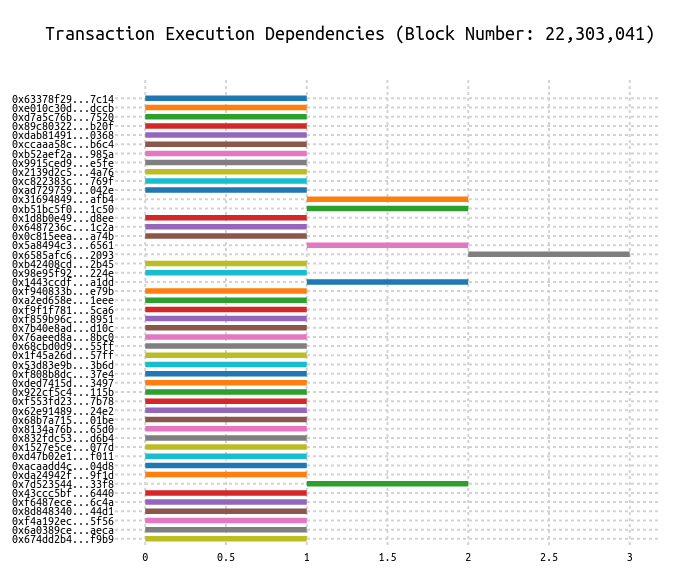 Transaction Execution Dependencies (Block Number: 22,303,041)
0x63378f29...7c14
0xe010c30d...dccb
0xd7a5c76b...7520
0x89c80322...b20f
0xdab81491...0368
0xccaaa58c...b6c4
0xb52aef2a...985a
0x9915ced9...e5fe
0x2139d2c5...4a76
0xc822383c...769f
0xad729759...042e
0x31694849...afb4
0xb51bc5f0...1c50
0x1d8b0e49...d8ee
0x6487236c...1c2a
0x0c815eea...a74b
0x5a8494c3...6561
0x6585afc6...2093
0xb42408cd...2b45
0x98e95f92...224e
0x1443ccdf...a1dd
0xf940833b...e79b
0xa2ed658e...1eee
0xf9f1f781...5ca6
0xf859b96c...8951
0x7b40e8ad...d10c
0x76aeed8a...8bc0
0x68cbd0d9...55ff
0x1f45a26d...57ff
0x53d83e9b...3b6d
0xf808b8dc...37e4
0xded7415d...3497
0x922cf5c4...115b
0xf553fd23...7b78
0x62e91489...24e2
0x68b7a715...01be
0x8134a76b...65d0
0x832fdc53...d6b4
0x1527e5ce...077d
0xd47b02e1...f011
0xacaadd4c...04d8
0xda24942f...9f1d
0x7d523544...33f8
0x43ccc5bf...6440
0xf6487ece...6c4a
0x8d848340...44d1
0xf4a192ec...5f56
0x6a0389ce...aeca
0x674dd2b4...f9b9
0 0.5 1 1.5 2 2.5 3